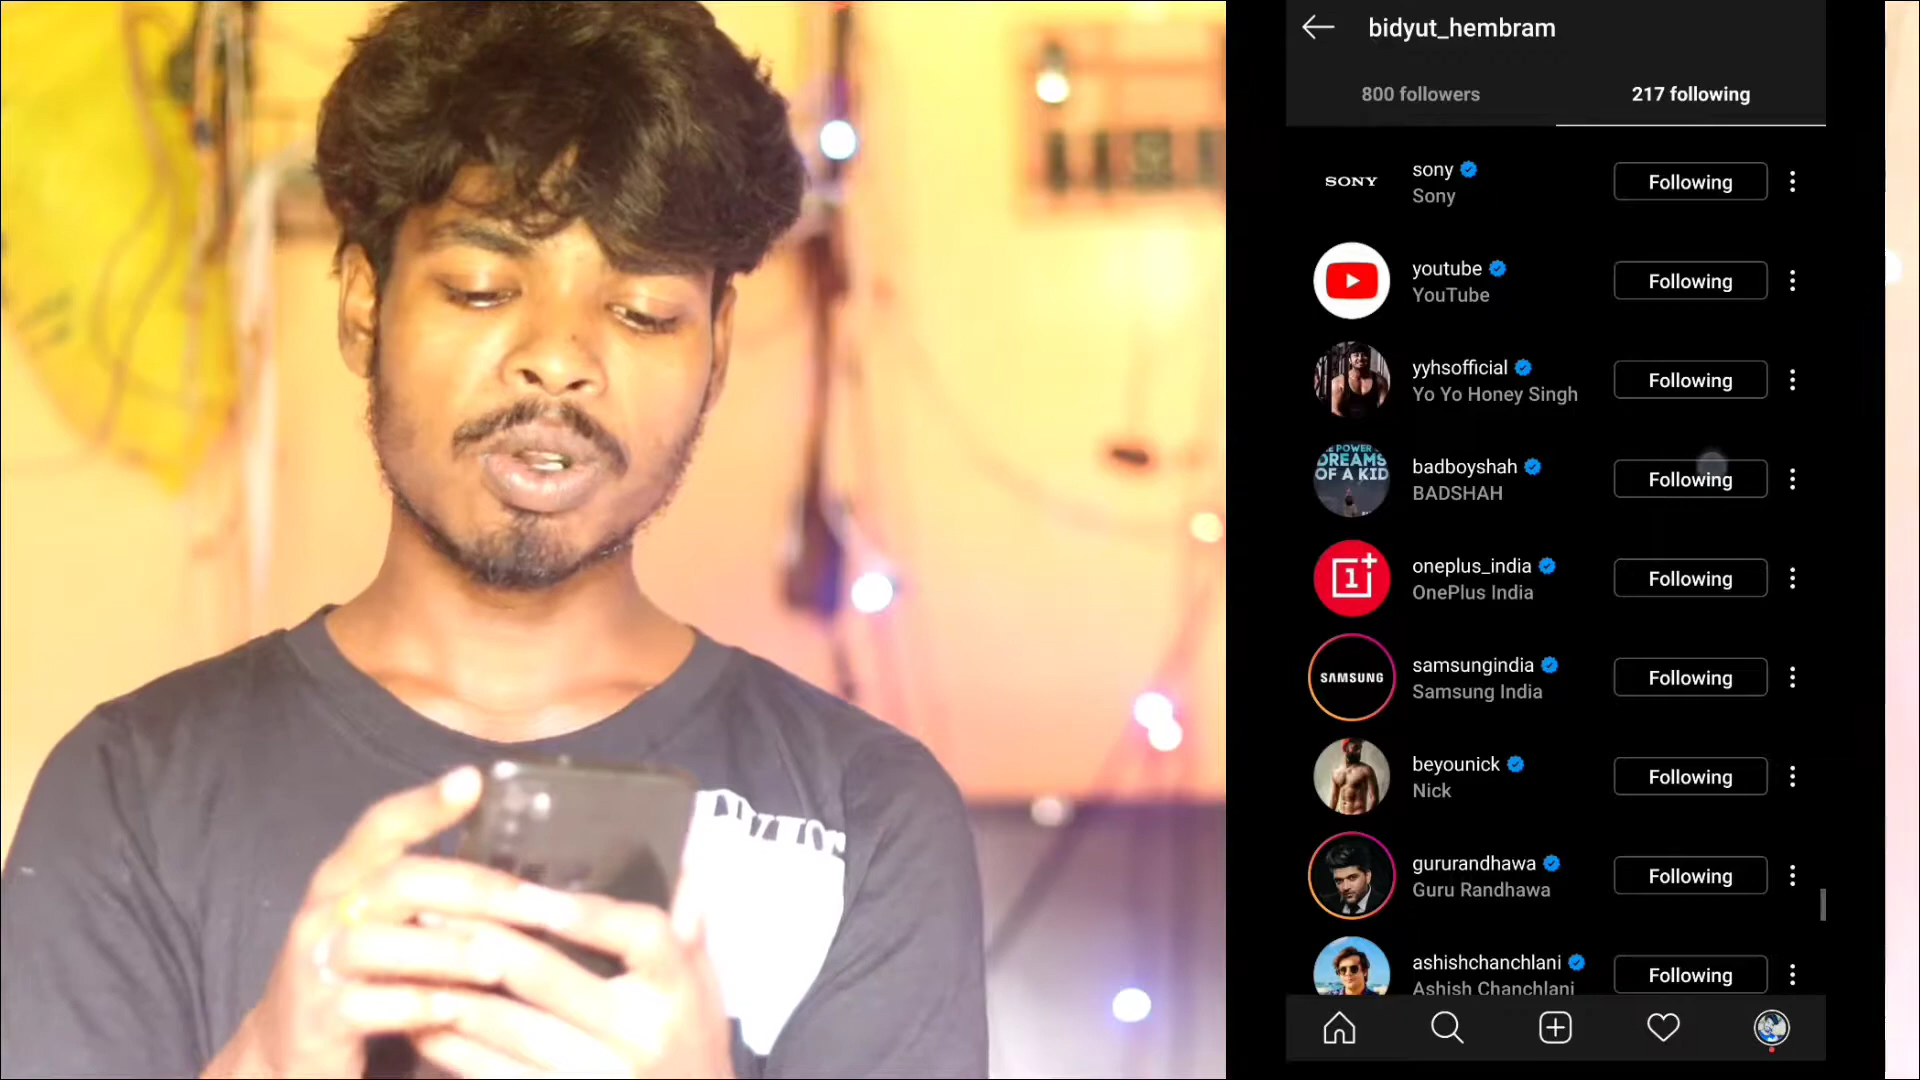 bidyut_hembram
800 followers
217 following
SONY
sony
Sony
Following
youtube
YouTube
Following
yyhsofficial
Yo Yo Honey Singh
Following
E POWER
DREAMS
OF A KID
badboyshah
BADSHAH
Following
1+
oneplus_india
OnePlus India
Following
SAMSUNG
samsungindia
Samsung India
Following
beyounick
Nick
Following
gururandhawa
Guru Randhawa
Following
ashishchanchlani
Ashish Chanchlani
Following